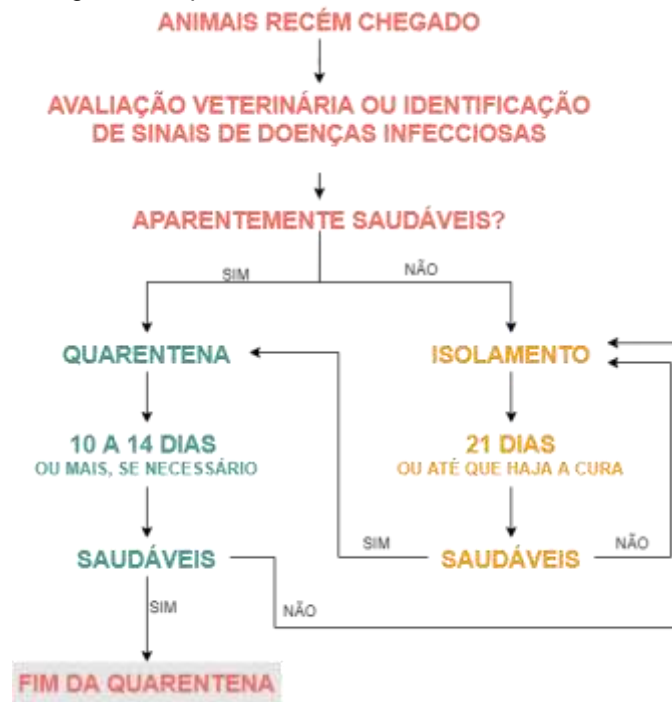 ANIMAIS RECÉM CHEGADO
AVALIAÇÃO VETERINÁRIA OU IDENTIFICAÇÃO
DE SINAIS DE DOENÇAS INFECCIOSAS
APARENTEMENTE SAUDÁVEIS?
SIM
NÃO
QUARENTENA
ISOLAMENTO
10 A 14 DIAS
OU MAIS, SE NECESSÁRIO
21 DIAS
OU ATÉ QUE HAJA A CURA
SIM
NÃO
SAUDÁVEIS
SAUDÁVEIS
SIM
NÃO
FIM DA QUARENTENA